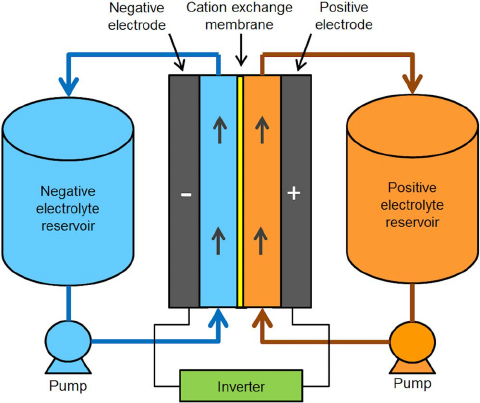 Negative
electrode
Cation exchange
membrane
Positive
electrode
Negative
electrolyte
reservoir
-
+
Positive
electrolyte
reservoir
Pump
Inverter
Pump